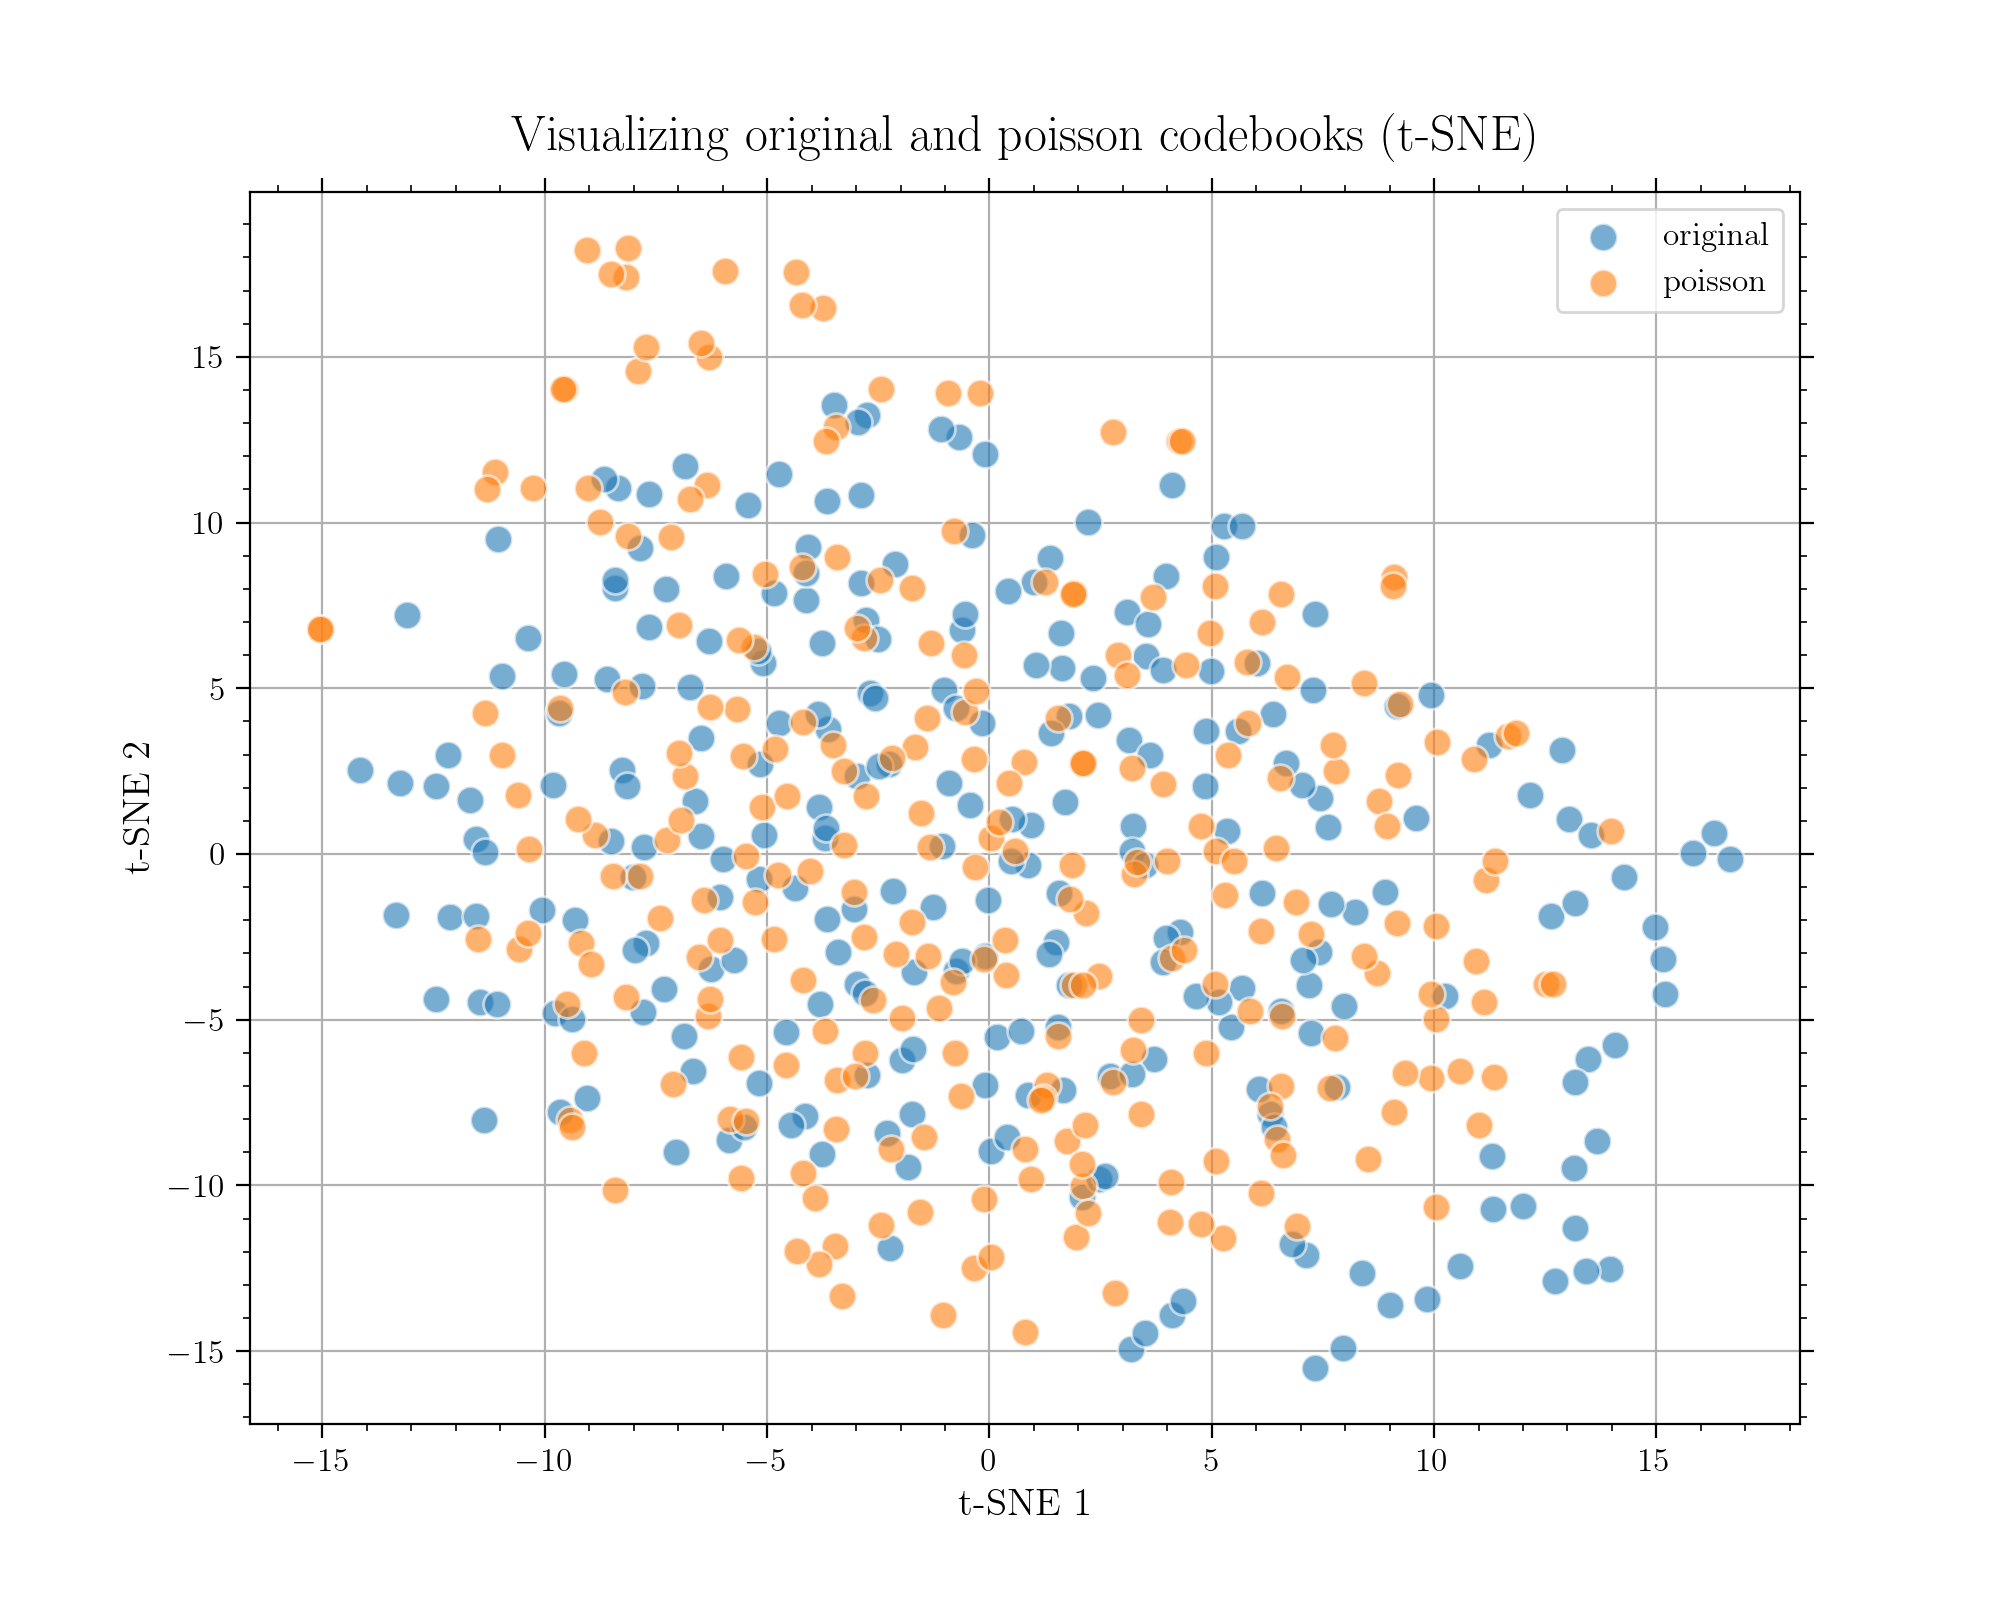 Visualizing original and poisson codebooks (t-SNE)
original
poisson
15
10
5
0
−5
−10
−15
t-SNE 2
−15
−10
−5
0
5
10
15
t-SNE 1